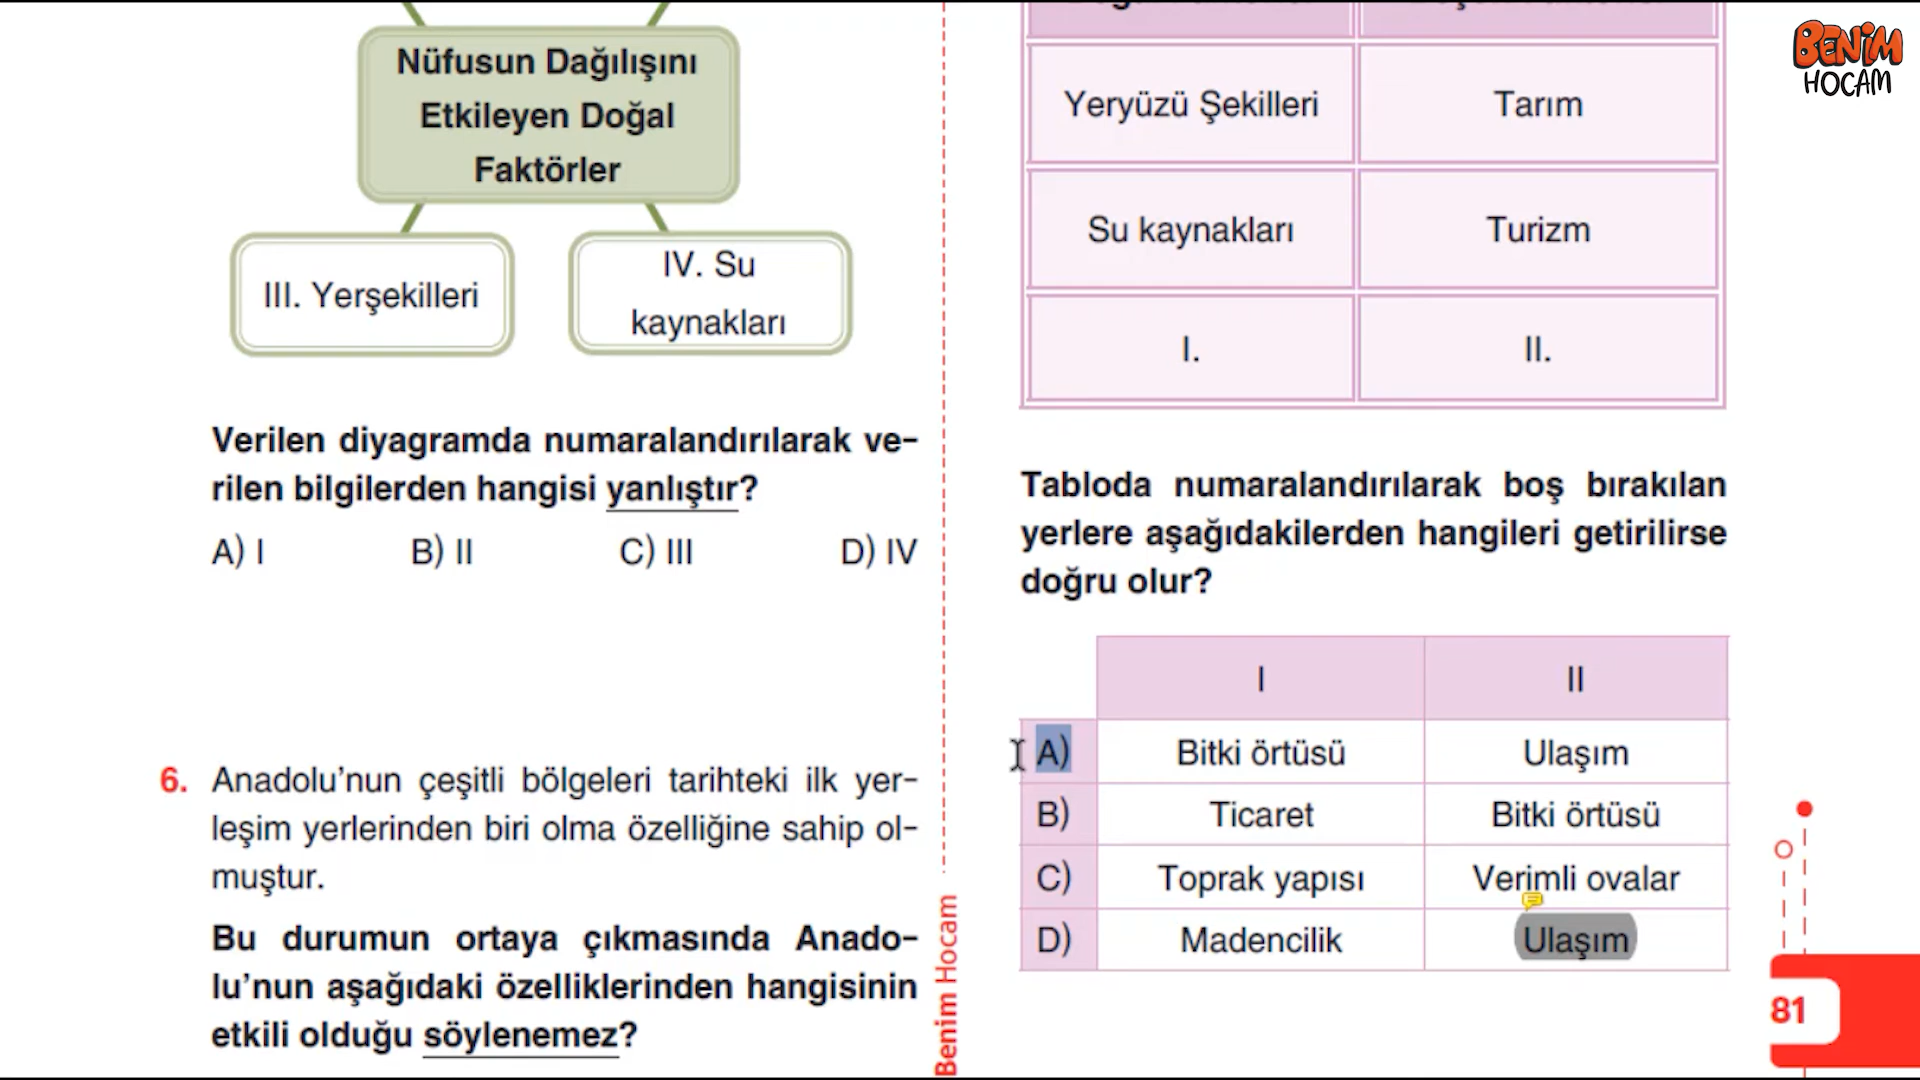 Nüfusun Dağılışını
Etkileyen Doğal
Faktörler
III. Yerşekilleri
IV. Su
kaynakları
Verilen diyagramda numaralandırılarak ve-
rilen bilgilerden hangisi yanlıştır?
A) I B) II C) III D) IV
6. Anadolu'nun çeşitli bölgeleri tarihteki ilk yer-
leşim yerlerinden biri olma özelliğine sahip ol-
muştur.
Bu durumun ortaya çıkmasında Anado-
lu'nun aşağıdaki özelliklerinden hangisinin
etkili olduğu söylenemez?
Benim Hocam
Yeryüzü Şekilleri Tarım
Su kaynakları Turizm
I. II.
Tabloda numaralandırılarak boş bırakılan
yerlere aşağıdakilerden hangileri getirilirse
doğru olur?
I II
A) Bitki örtüsü Ulaşım
B) Ticaret Bitki örtüsü
C) Toprak yapısı Verimli ovalar
D) Madencilik Ulaşım
81
BENiM
HOCAM